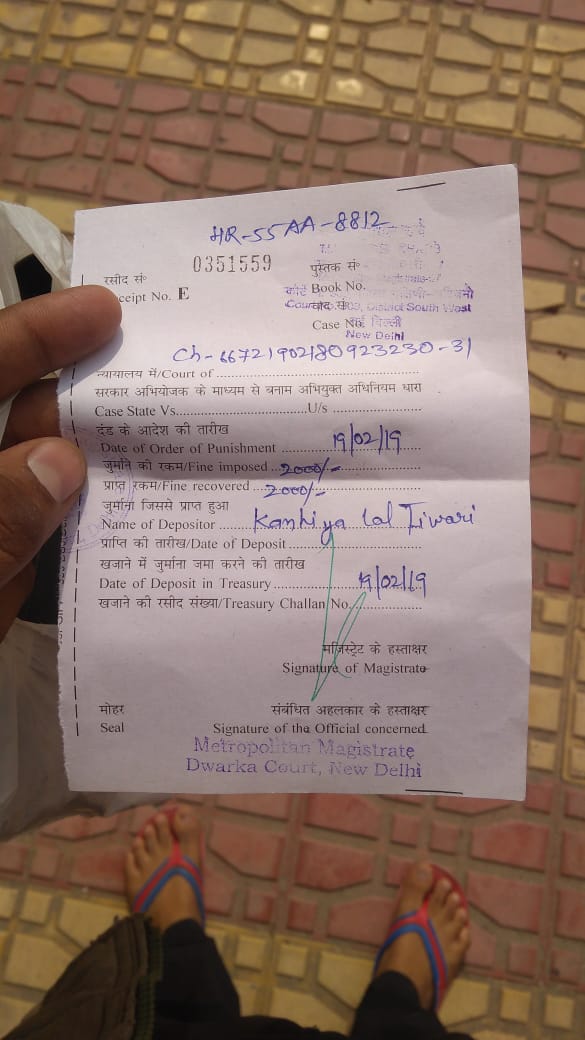 HR-55AA-8812
रसीद सं० 0351559 पुस्तक सं०
ceipt No. E Book No.
District South West
Case No.
New Delhi
Ch-66721902180923230-31
न्यायालय में/Court of
सरकार अभियोजक के माध्यम से बनाम अभियुक्त अधिनियम धारा
Case State Vs. U/s
दंड के आदेश की तारीख
Date of Order of Punishment 19/02/19
जुर्माने की रकम/Fine imposed 2000/-
प्राप्त रकम/Fine recovered 2000/-
जुर्माना जिससे प्राप्त हुआ
Name of Depositor Kanhiya Lal Tiwari
प्राप्ति की तारीख/Date of Deposit
खजाने में जुर्माना जमा करने की तारीख
Date of Deposit in Treasury 19/02/19
खजाने की रसीद संख्या/Treasury Challan No.
मजिस्ट्रेट के हस्ताक्षर
Signature of Magistrate
मोहर संबंधित अहलकार के हस्ताक्षर
Seal Signature of the Official concerned
Metropolitan Magistrate
Dwarka Court, New Delhi